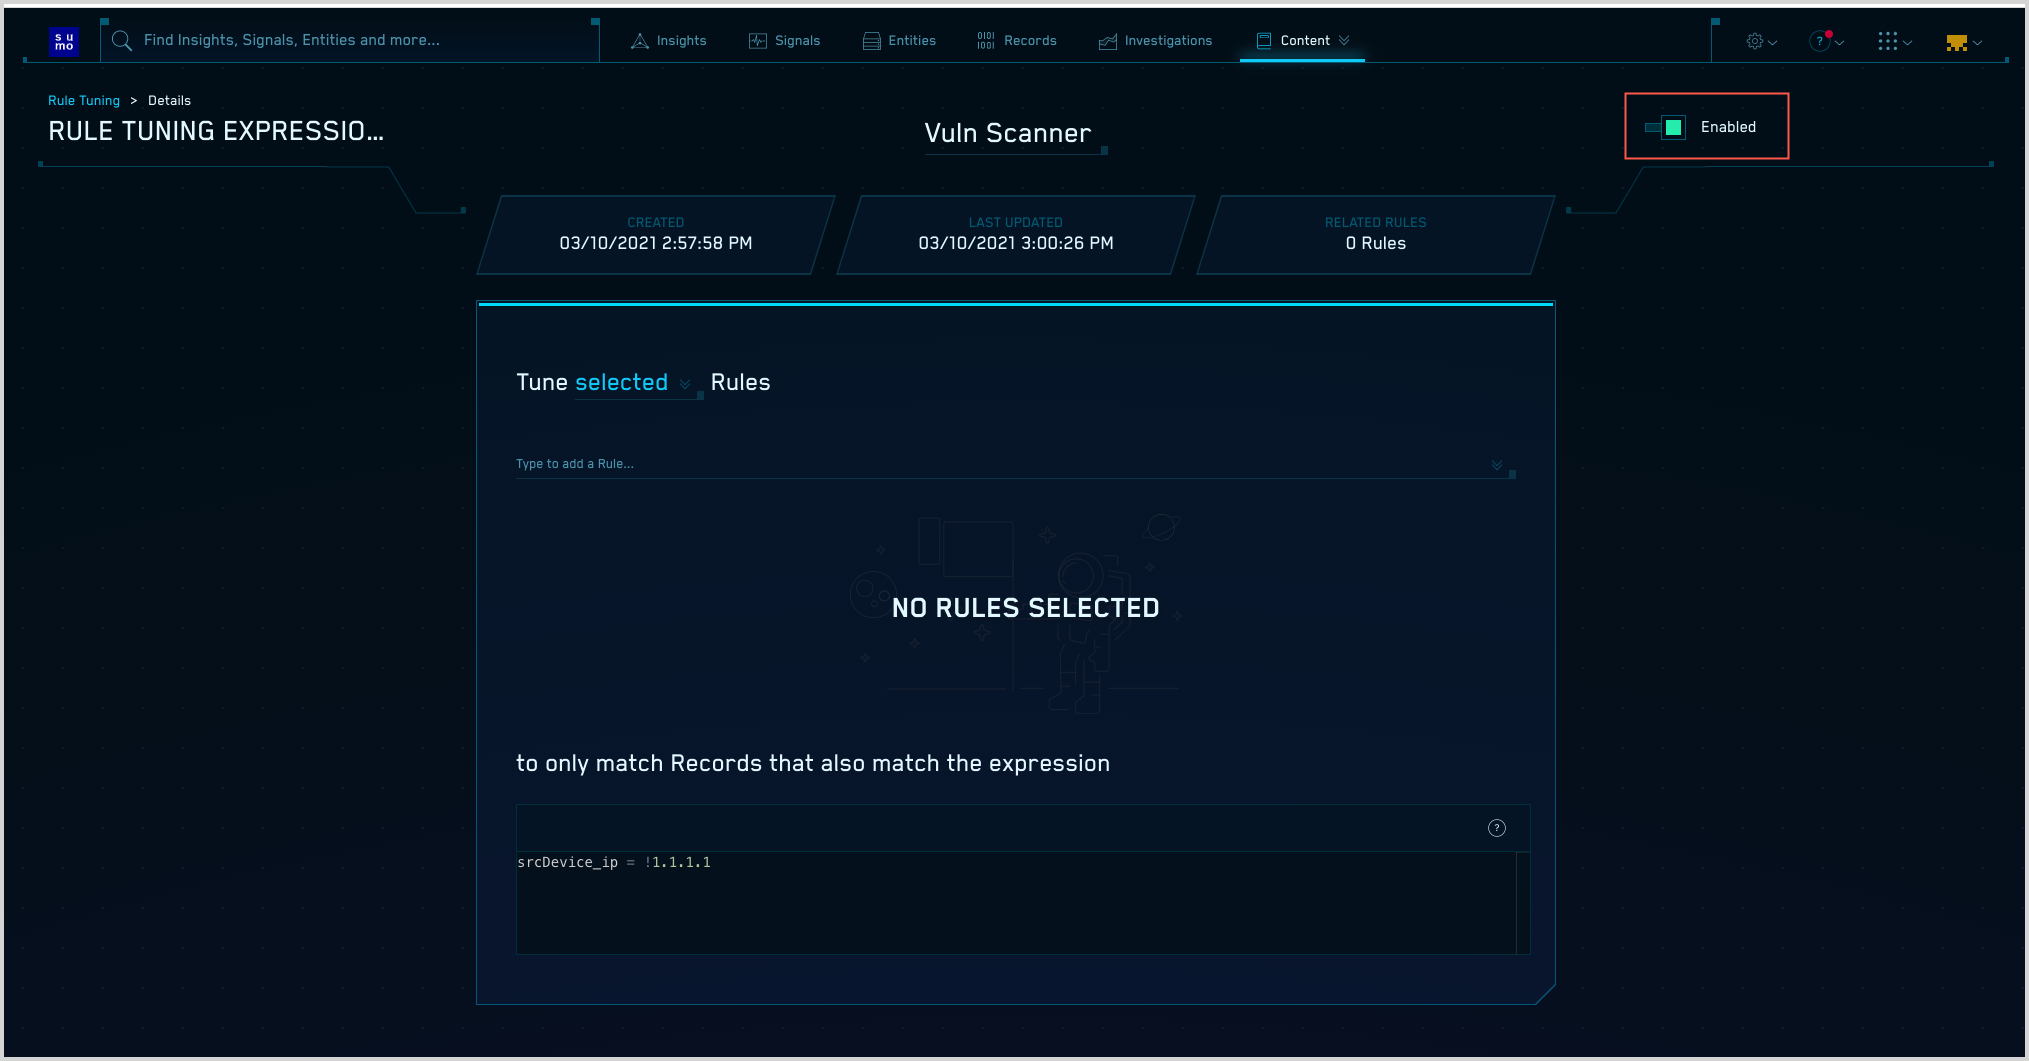 su
mo
Find Insights, Signals, Entities and more...
Insights
Signals
Entities
0101
1001
Records
Investigations
Content
?
Rule Tuning > Details
RULE TUNING EXPRESSIO...
Vuln Scanner
Enabled
CREATED
03/10/2021 2:57:58 PM
LAST UPDATED
03/10/2021 3:00:26 PM
RELATED RULES
0 Rules
Tune selected Rules
Type to add a Rule...
NO RULES SELECTED
to only match Records that also match the expression
?
srcDevice_ip = !1.1.1.1